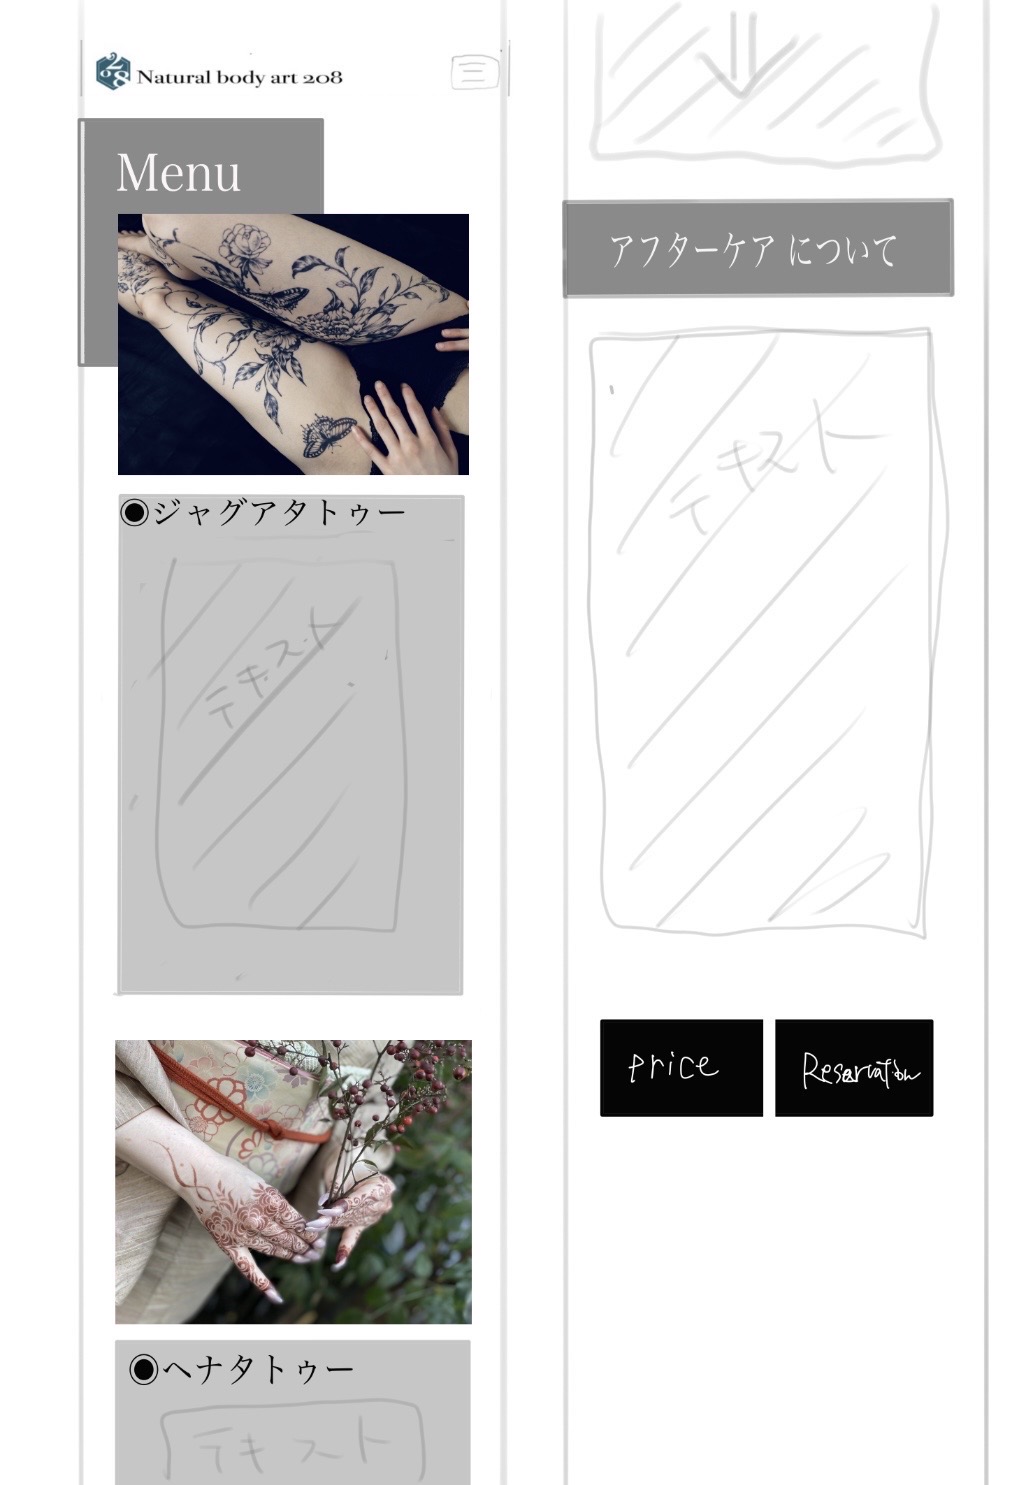 208
Natural body art 208
Menu
◉ジャグアタトゥー
テキスト
◉ヘナタトゥー
テキスト
アフターケア について
テキスト
Price
Reservation